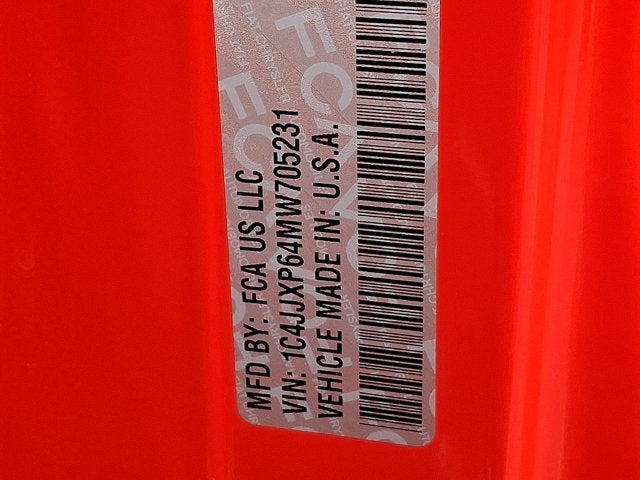 MFD BY: FCA US LLC
VIN: 1C4JJXP64MW705231
VEHICLE MADE IN: U.S.A.